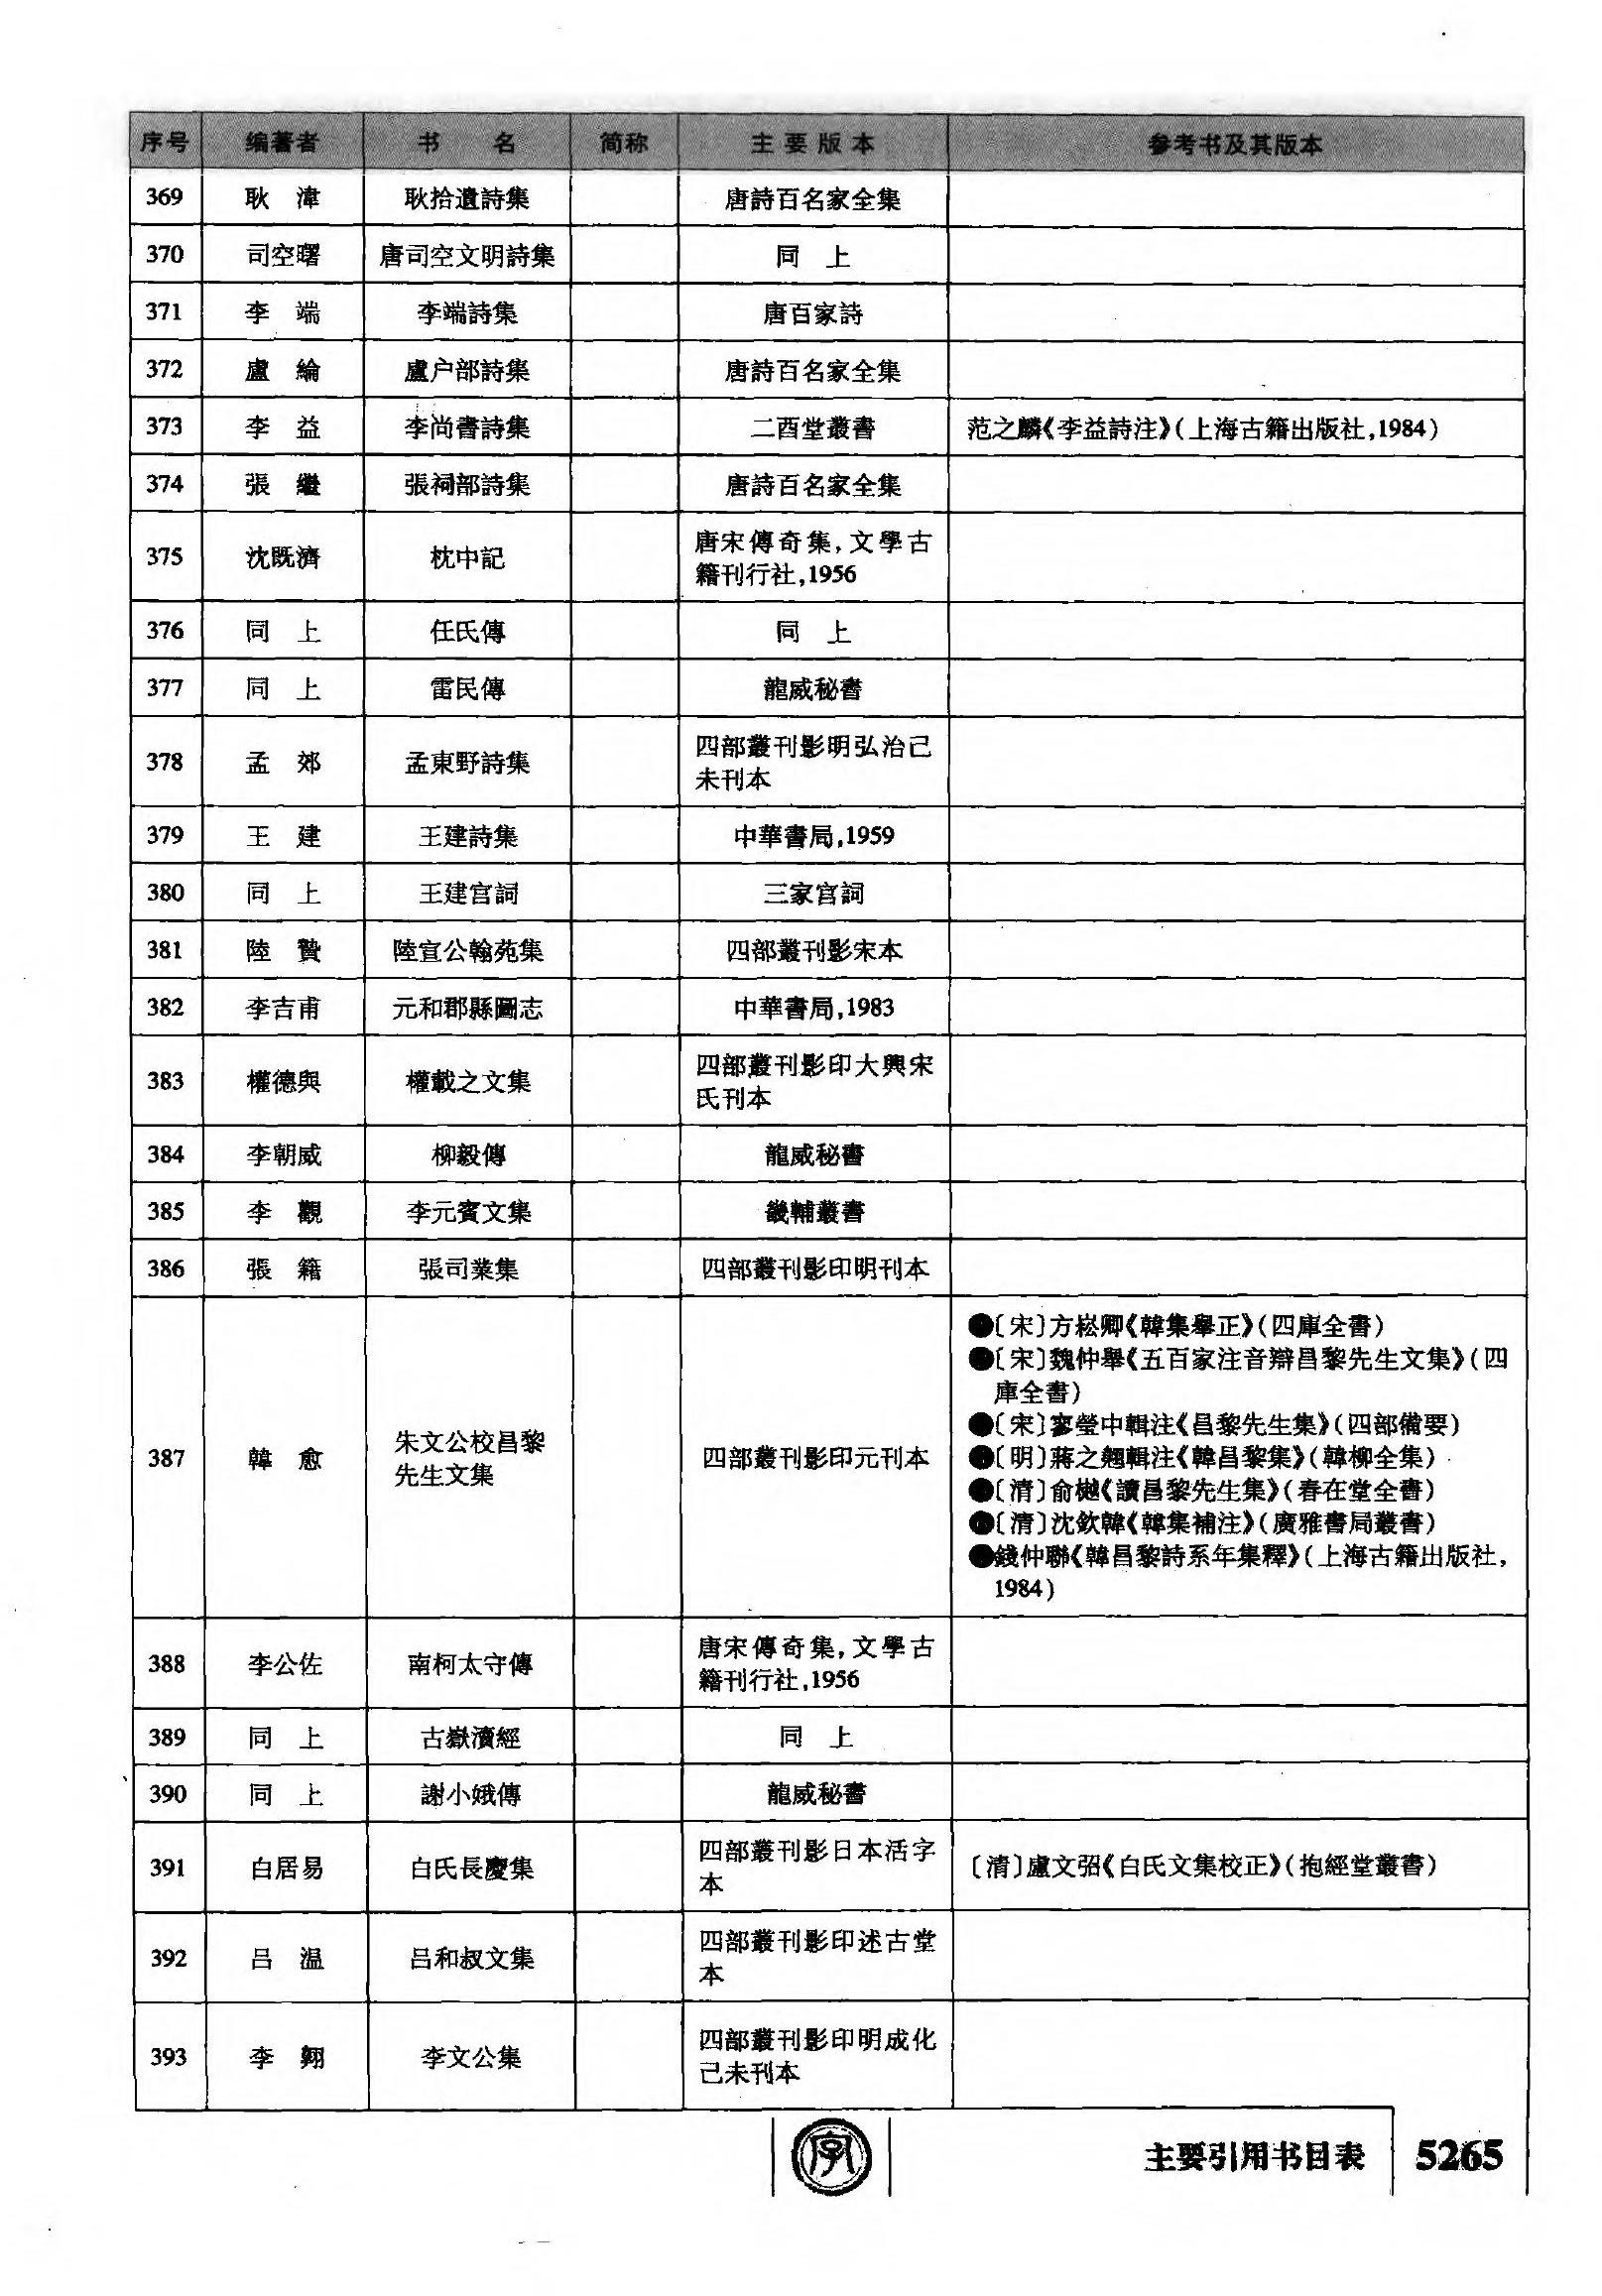 序号 编著者 书 名 简称 主要版本 参考书及其版本
369 耿 湋 耿拾遺詩集 唐詩百名家全集
370 司空曙 唐司空文明詩集 同 上
371 李 端 李端詩集 唐百家詩
372 盧 綸 盧户部詩集 唐詩百名家全集
373 李 益 李尚書詩集 二酉堂叢書 范之麟《李益詩注》(上海古籍出版社,1984)
374 張 繼 張祠部詩集 唐詩百名家全集
375 沈既濟 枕中記 唐宋傳奇集,文學古
籍刊行社,1956
376 同 上 任氏傳 同 上
377 同 上 雷民傳 龍威秘書
378 孟 郊 孟東野詩集 四部叢刊影明弘治己
未刊本
379 王 建 王建詩集 中華書局,1959
380 同 上 王建宫詞 三家宫詞
381 陸 贄 陸宣公翰苑集 四部叢刊影宋本
382 李吉甫 元和郡縣圖志 中華書局,1983
383 權德輿 權載之文集 四部叢刊影印大興宋
氏刊本
384 李朝威 柳毅傳 龍威秘書
385 李 觀 李元賓文集 畿輔叢書
386 張 籍 張司業集 四部叢刊影印明刊本
387 韓 愈 朱文公校昌黎
先生文集 四部叢刊影印元刊本
●〔宋〕方崧卿《韓集舉正》(四庫全書)
●〔宋〕魏仲舉《五百家注音辯昌黎先生文集》(四
庫全書)
●〔宋〕廖瑩中輯注《昌黎先生集》(四部備要)
●〔明〕蔣之翹輯注《韓昌黎集》(韓柳全集)
●〔清〕俞樾《讀昌黎先生集》(春在堂全書)
●〔清〕沈欽韓《韓集補注》(廣雅書局叢書)
●錢仲聯《韓昌黎詩系年集釋》(上海古籍出版社,
1984)
388 李公佐 南柯太守傳 唐宋傳奇集,文學古
籍刊行社,1956
389 同 上 古嶽瀆經 同 上
390 同 上 謝小娥傳 龍威秘書
391 白居易 白氏長慶集 四部叢刊影日本活字
本 〔清〕盧文弨《白氏文集校正》(抱經堂叢書)
392 吕 温 吕和叔文集 四部叢刊影印述古堂
本
393 李 翱 李文公集 四部叢刊影印明成化
己未刊本
字
主要引用书目表 5265